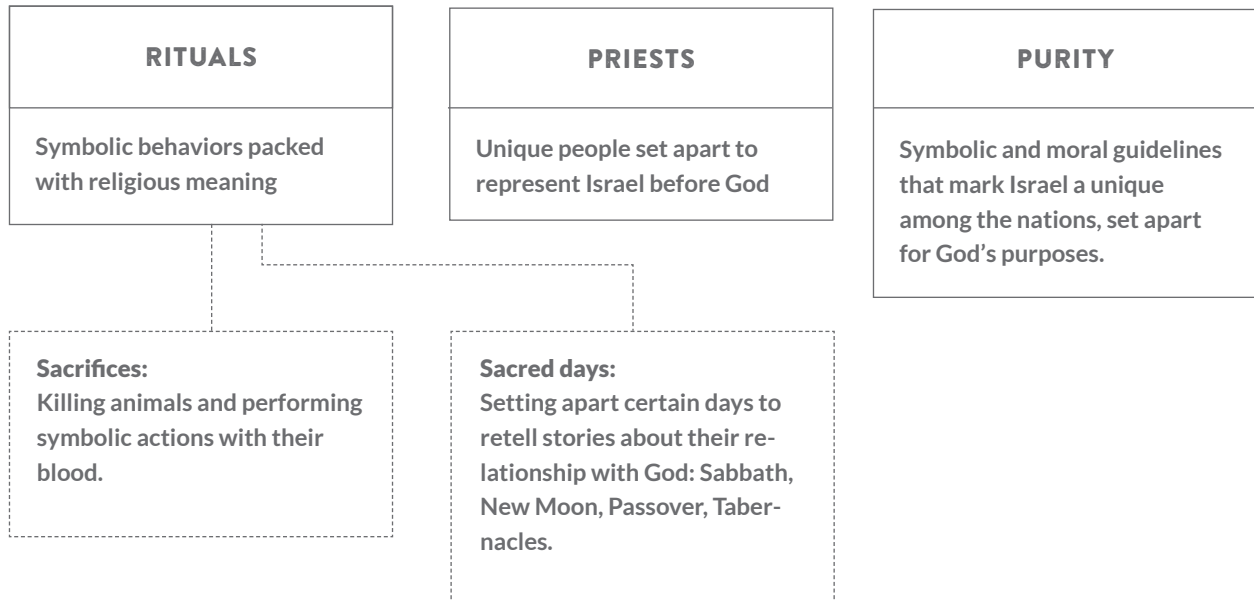 RITUALS
Symbolic behaviors packed
with religious meaning
PRIESTS
Unique people set apart to
represent Israel before God
PURITY
Symbolic and moral guidelines
that mark Israel a unique
among the nations, set apart
for God’s purposes.
Sacrifices:
Killing animals and performing
symbolic actions with their
blood.
Sacred days:
Setting apart certain days to
retell stories about their re-
lationship with God: Sabbath,
New Moon, Passover, Taber-
nacles.